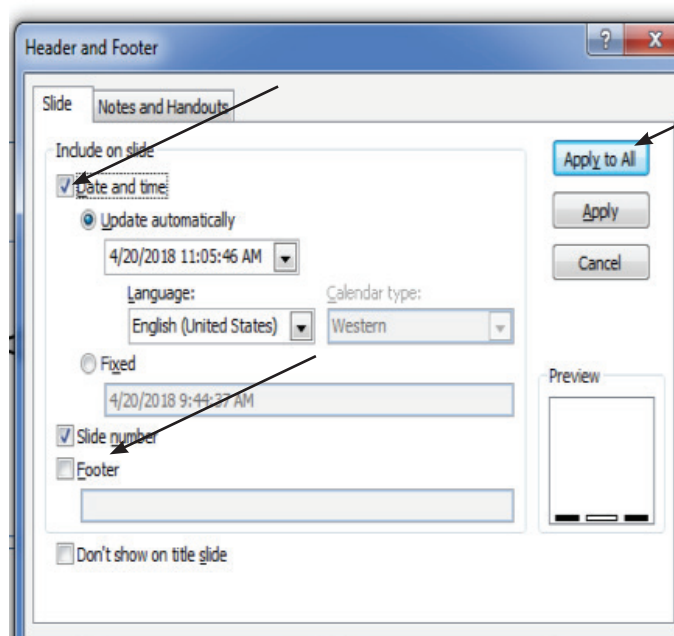 Header and Footer
Slide Notes and Handouts
Include on slide
Date and time
Update automatically
4/20/2018 11:05:46 AM
Language: Calendar type:
English (United States) Western
Fixed
4/20/2018 9:44:37 AM
Slide number
Footer
Don't show on title slide
Apply to All
Apply
Cancel
Preview